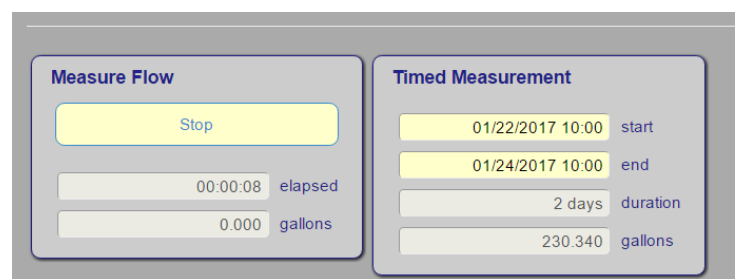 Measure Flow
Stop
00:00:08 elapsed
0.000 gallons
Timed Measurement
01/22/2017 10:00 start
01/24/2017 10:00 end
2 days duration
230.340 gallons